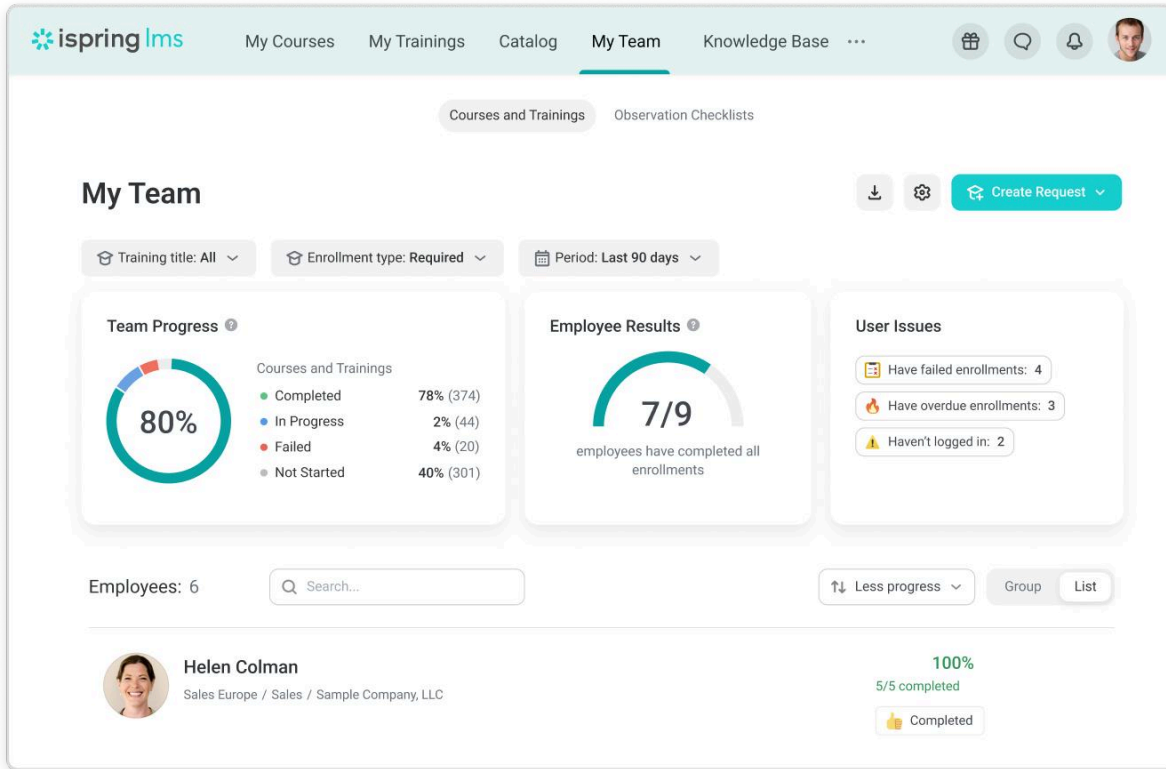 ispring lms
My Courses My Trainings Catalog My Team Knowledge Base ...
Courses and Trainings Observation Checklists
My Team
Create Request
Training title: All
Enrollment type: Required
Period: Last 90 days
Team Progress ?
80%
Courses and Trainings
Completed 78% (374)
In Progress 2% (44)
Failed 4% (20)
Not Started 40% (301)
Employee Results ?
7/9
employees have completed all
enrollments
User Issues
Have failed enrollments: 4
Have overdue enrollments: 3
Haven't logged in: 2
Employees: 6
Search...
Less progress
Group List
Helen Colman
Sales Europe / Sales / Sample Company, LLC
100%
5/5 completed
Completed